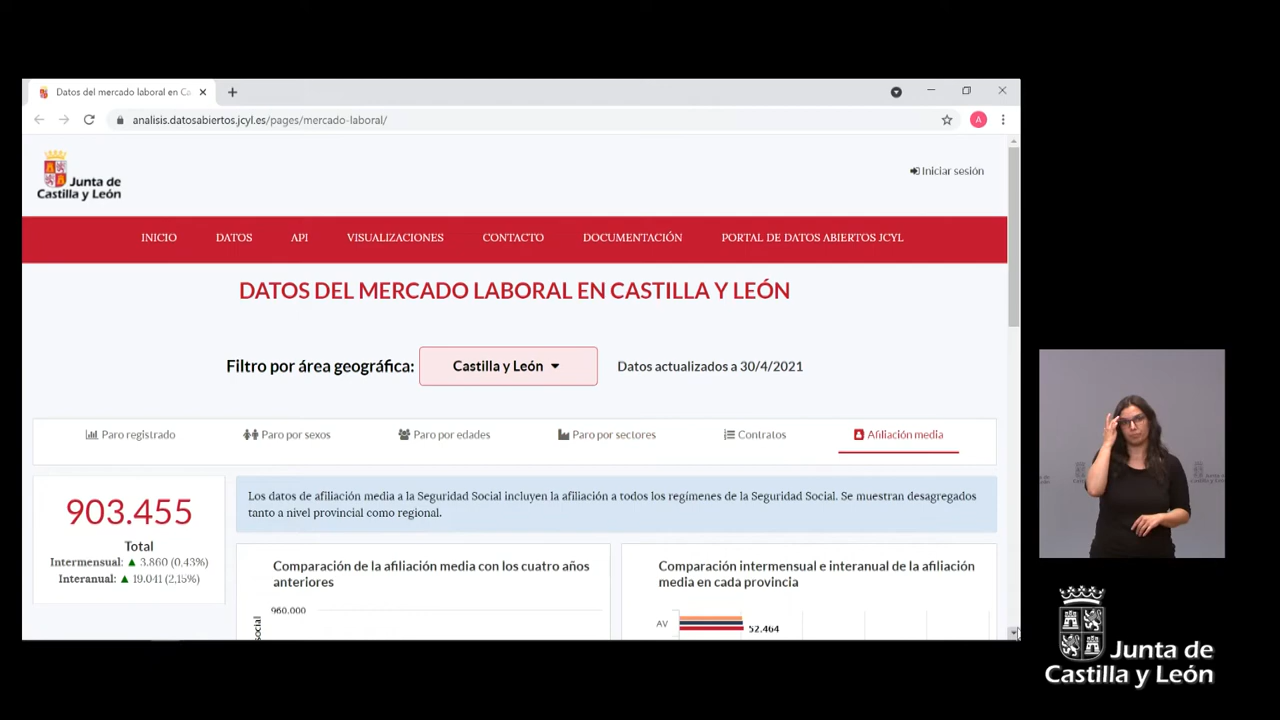 Datos del mercado laboral en Ca
analisis.datosabiertos.jcyl.es/pages/mercado-laboral/
A
Junta de
Castilla y León
Iniciar sesión
INICIO DATOS API VISUALIZACIONES CONTACTO DOCUMENTACIÓN PORTAL DE DATOS ABIERTOS JCYL
DATOS DEL MERCADO LABORAL EN CASTILLA Y LEÓN
Filtro por área geográfica: Castilla y León Datos actualizados a 30/4/2021
Paro registrado Paro por sexos Paro por edades Paro por sectores Contratos Afiliación media
903.455
Total
Intermensual: ▲ 3.860 (0,43%)
Interanual: ▲ 19.041 (2,15%)
Los datos de afiliación media a la Seguridad Social incluyen la afiliación a todos los regímenes de la Seguridad Social. Se muestran desagregados
tanto a nivel provincial como regional.
Comparación de la afiliación media con los cuatro años
anteriores
960.000
social
Comparación intermensual e interanual de la afiliación
media en cada provincia
AV 52.464
Junta de
Castilla y León